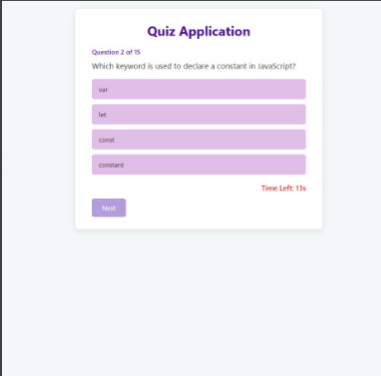 Quiz Application
Question 2 of 15
Which keyword is used to declare a constant in JavaScript?
var
let
const
constant
Time Left: 13s
Next